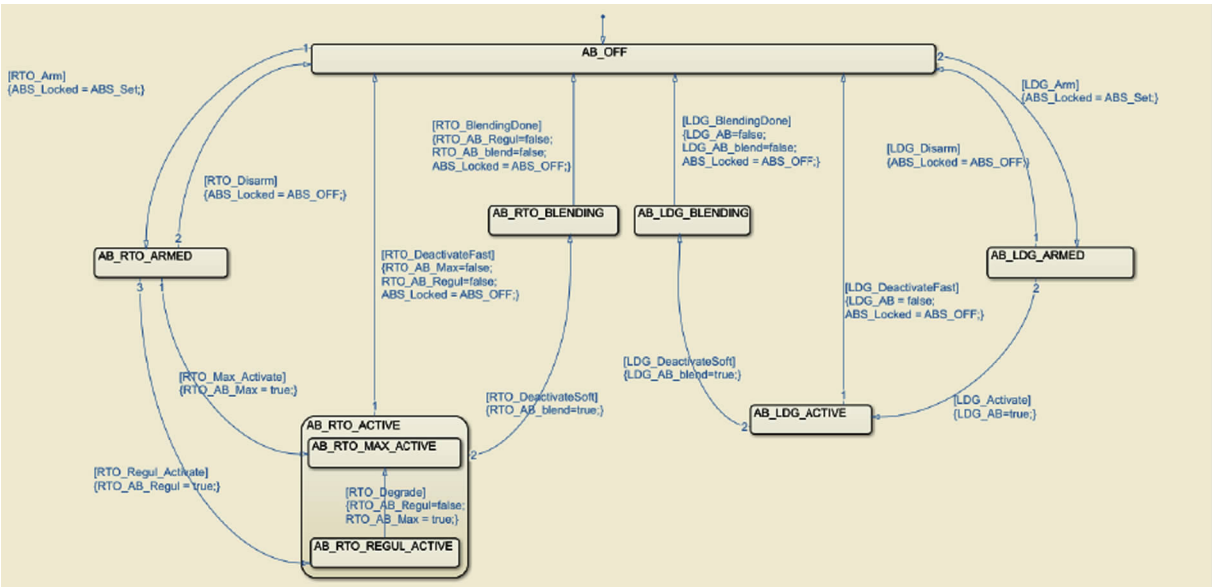 AB_OFF
1
2
[RTO_Arm]
{ABS_Locked = ABS_Set;}
[LDG_Arm]
{ABS_Locked = ABS_Set;}
[RTO_BlendingDone]
{RTO_AB_Regul=false;
RTO_AB_blend=false;
ABS_Locked = ABS_OFF;}
[LDG_BlendingDone]
{LDG_AB=false;
LDG_AB_blend=false;
ABS_Locked = ABS_OFF;}
[LDG_Disarm]
{ABS_Locked = ABS_OFF;}
[RTO_Disarm]
{ABS_Locked = ABS_OFF;}
AB_RTO_BLENDING
AB_LDG_BLENDING
2
1
AB_RTO_ARMED
AB_LDG_ARMED
3
1
2
[RTO_DeactivateFast]
{RTO_AB_Max=false;
RTO_AB_Regul=false;
ABS_Locked = ABS_OFF;}
[LDG_DeactivateFast]
{LDG_AB = false;
ABS_Locked = ABS_OFF;}
[LDG_DeactivateSoft]
{LDG_AB_blend=true;}
[RTO_Max_Activate]
{RTO_AB_Max = true;}
[RTO_DeactivateSoft]
{RTO_AB_blend=true;}
[LDG_Activate]
{LDG_AB=true;}
1
1
AB_LDG_ACTIVE
2
AB_RTO_ACTIVE
AB_RTO_MAX_ACTIVE
2
[RTO_Regul_Activate]
{RTO_AB_Regul = true;}
[RTO_Degrade]
{RTO_AB_Regul=false;
RTO_AB_Max = true;}
AB_RTO_REGUL_ACTIVE